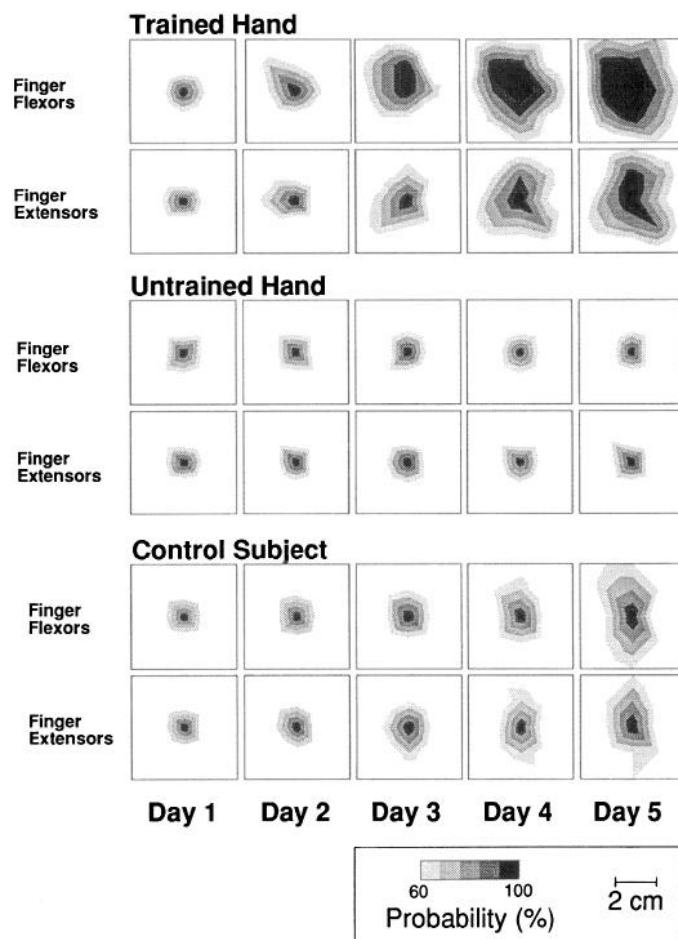 Trained Hand
Finger
Flexors
Finger
Extensors
Untrained Hand
Finger
Flexors
Finger
Extensors
Control Subject
Finger
Flexors
Finger
Extensors
Day 1 Day 2 Day 3 Day 4 Day 5
60 100
Probability (%)
2 cm